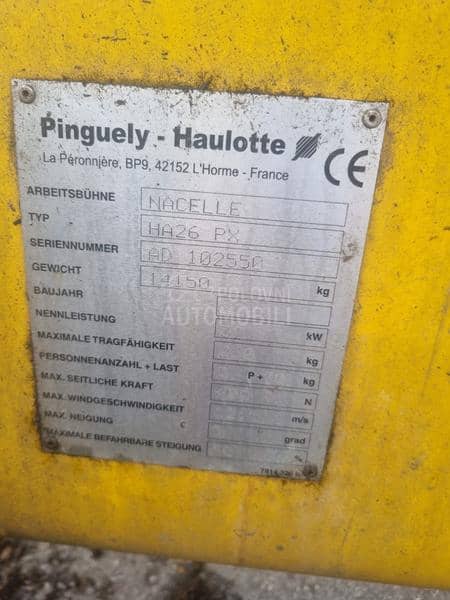 Pinguely - Haulotte CE
La Péronnière, BP9, 42152 L'Horme - France
ARBEITSBÜHNE NACELLE
TYP HA26 PX
SERIENNUMMER AD 102550
GEWICHT 14150 kg
BAUJAHR
NENNLEISTUNG kW
MAXIMALE TRAGFÄHIGKEIT kg
PERSONNENANZAHL + LAST P + kg
MAX. SEITLICHE KRAFT N
MAX. WINDGESCHWINDIGKEIT m/s
MAX. NEIGUNG grad
MAXIMALE BEFAHRBARE STEIGUNG %
POLOVNI
AUTOMOBILI